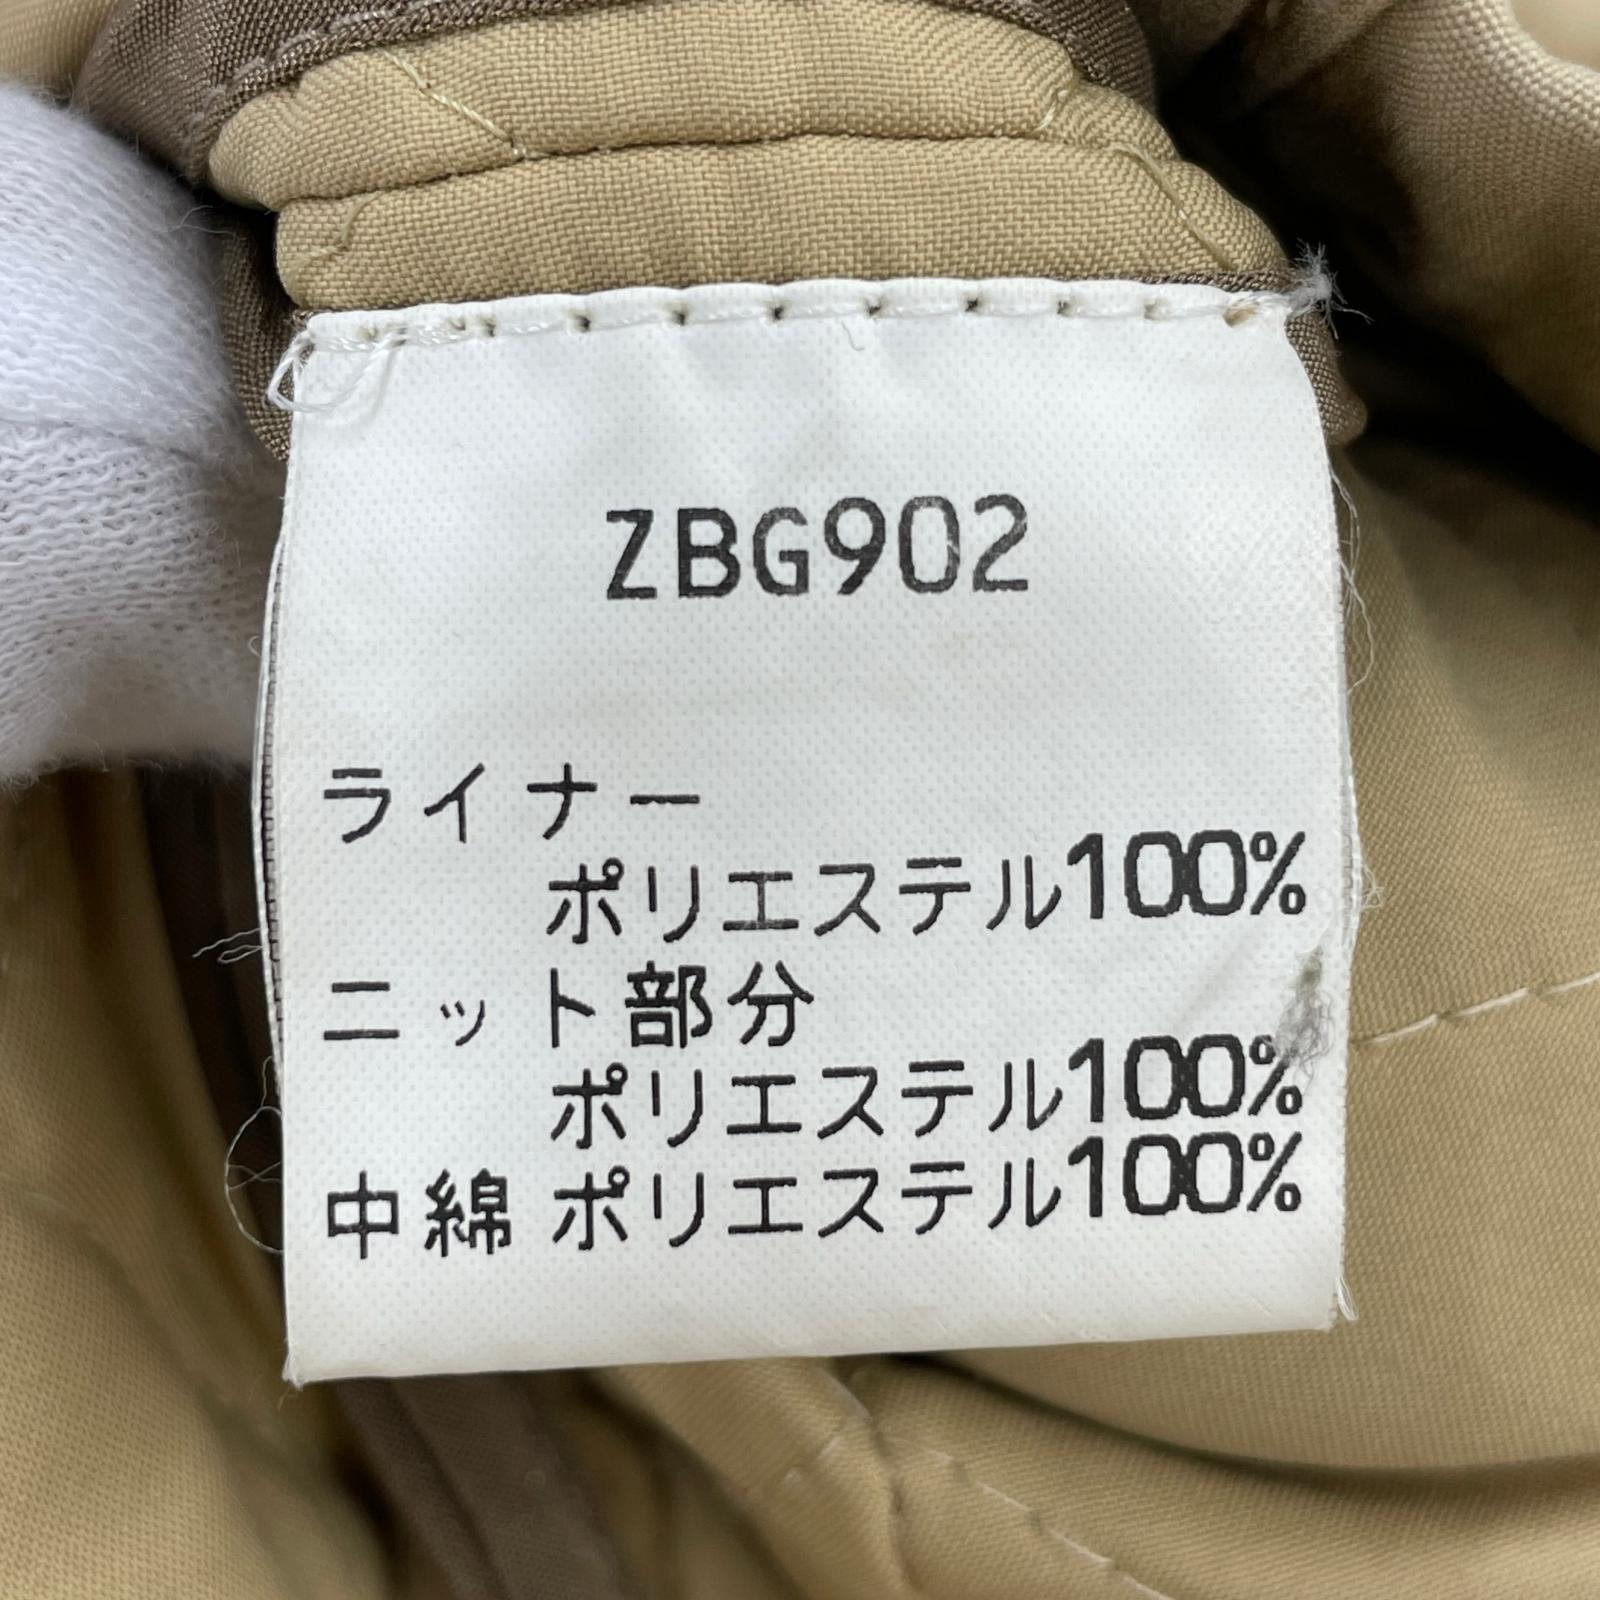 ZBG902
ライナー
ポリエステル100%
ニット部分
ポリエステル100%
中綿 ポリエステル100%